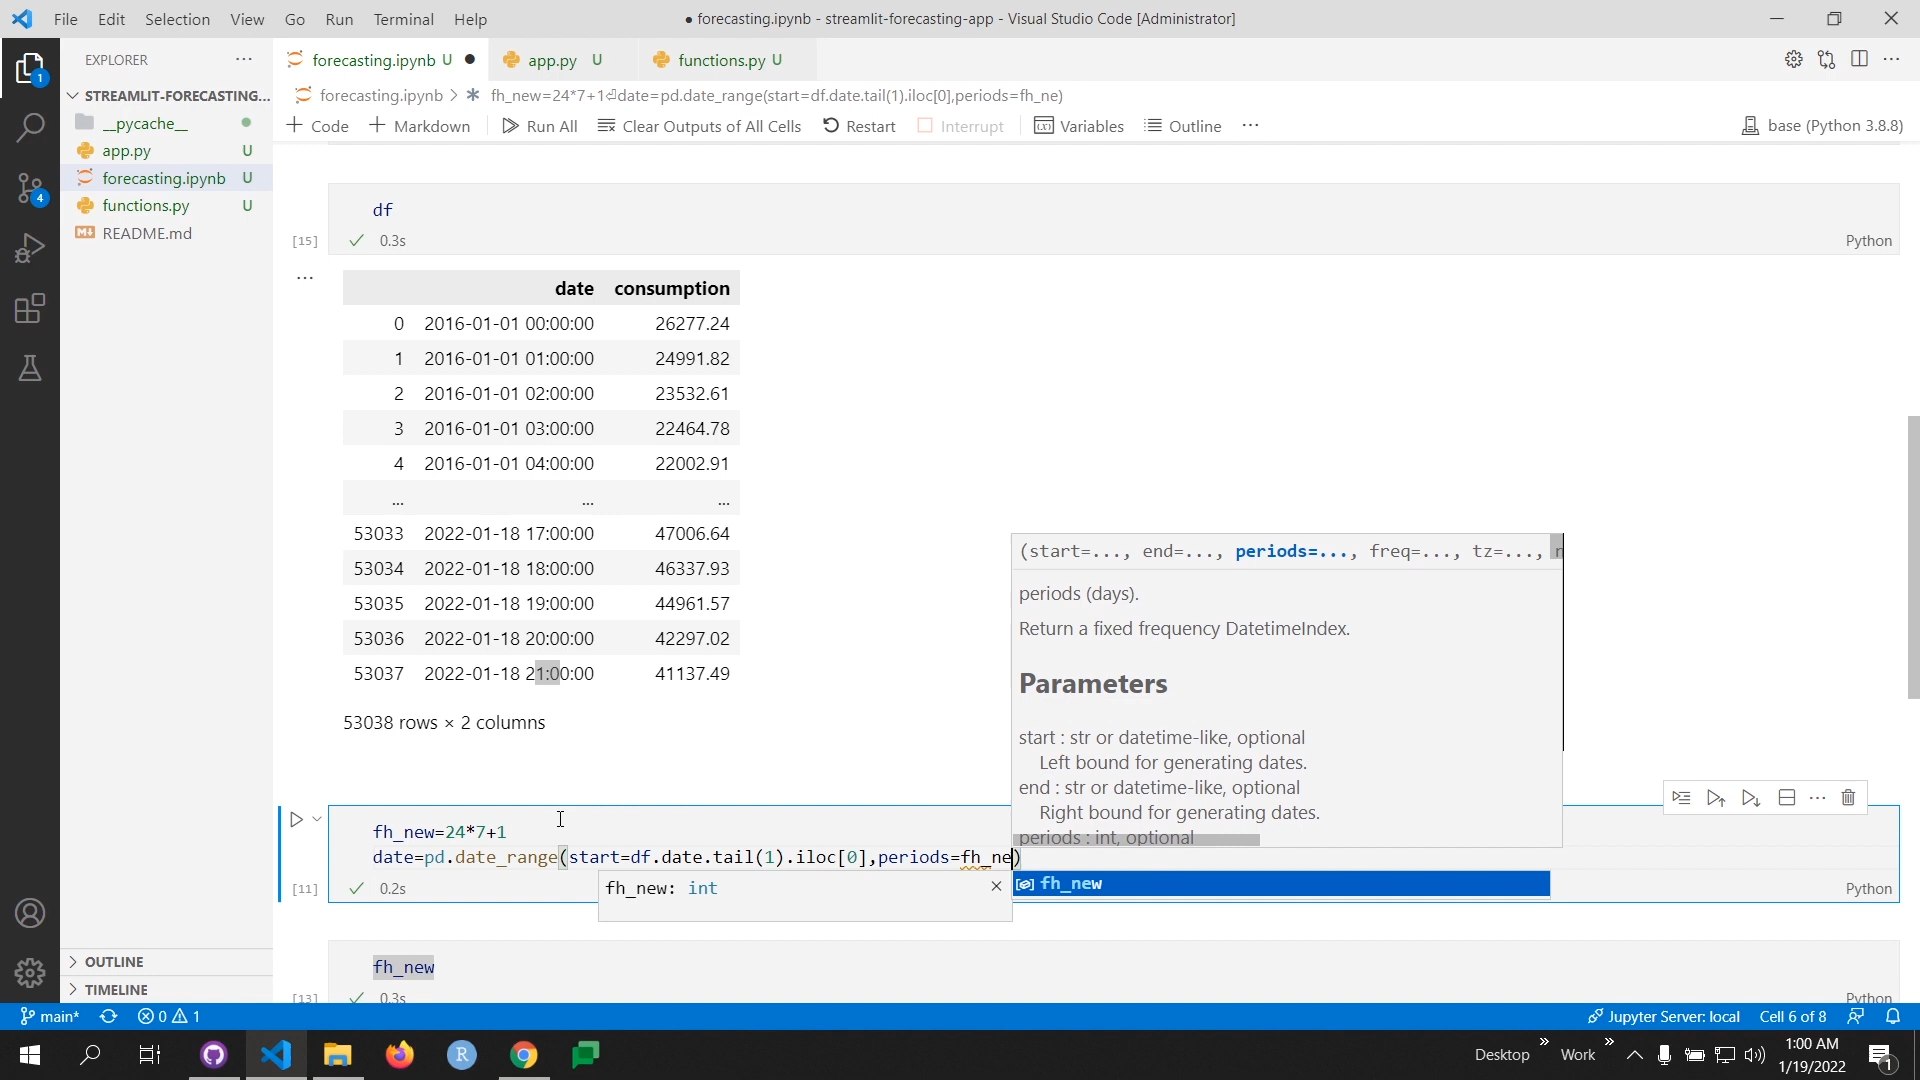 File Edit Selection View Go Run Terminal Help
● forecasting.ipynb - streamlit-forecasting-app - Visual Studio Code [Administrator]
EXPLORER
forecasting.ipynb U ●
app.py U
functions.py U
STREAMLIT-FORECASTING...
forecasting.ipynb > fh_new=24*7+1⏎date=pd.date_range(start=df.date.tail(1).iloc[0],periods=fh_ne)
+ Code + Markdown Run All Clear Outputs of All Cells Restart Interrupt Variables Outline ... base (Python 3.8.8)
__pycache__
app.py U
forecasting.ipynb U
functions.py U
README.md
1
4
df
[15] 0.3s Python
date consumption
0 2016-01-01 00:00:00 26277.24
1 2016-01-01 01:00:00 24991.82
2 2016-01-01 02:00:00 23532.61
3 2016-01-01 03:00:00 22464.78
4 2016-01-01 04:00:00 22002.91
... ... ...
53033 2022-01-18 17:00:00 47006.64
53034 2022-01-18 18:00:00 46337.93
53035 2022-01-18 19:00:00 44961.57
53036 2022-01-18 20:00:00 42297.02
53037 2022-01-18 21:00:00 41137.49
53038 rows × 2 columns
(start=..., end=..., periods=..., freq=..., tz=...,
periods (days).
Return a fixed frequency DatetimeIndex.
Parameters
start : str or datetime-like, optional
Left bound for generating dates.
end : str or datetime-like, optional
Right bound for generating dates.
periods : int, optional
fh_new=24*7+1
date=pd.date_range(start=df.date.tail(1).iloc[0],periods=fh_ne)
[11] 0.2s Python
fh_new: int
fh_new
fh_new
[13] 0.3s Python
OUTLINE
TIMELINE
main* 0 1 Jupyter Server: local Cell 6 of 8
Desktop » Work » 1:00 AM
1/19/2022
1